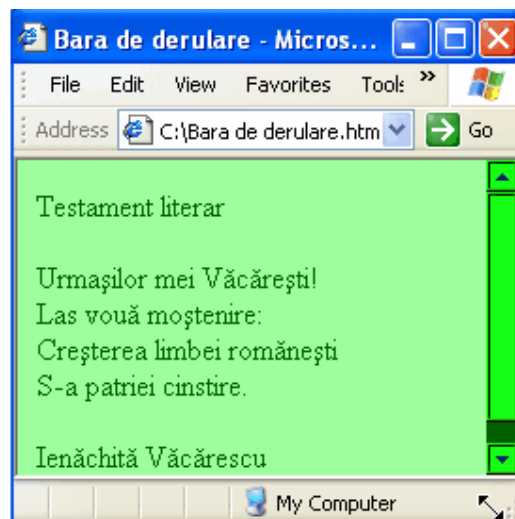 Bara de derulare - Micros...
File Edit View Favorites Tools »
Address C:\Bara de derulare.htm Go
Testament literar
Urmaşilor mei Văcăreşti!
Las vouă moştenire:
Creşterea limbei româneşti
S-a patriei cinstire.
Ienăchită Văcărescu
My Computer